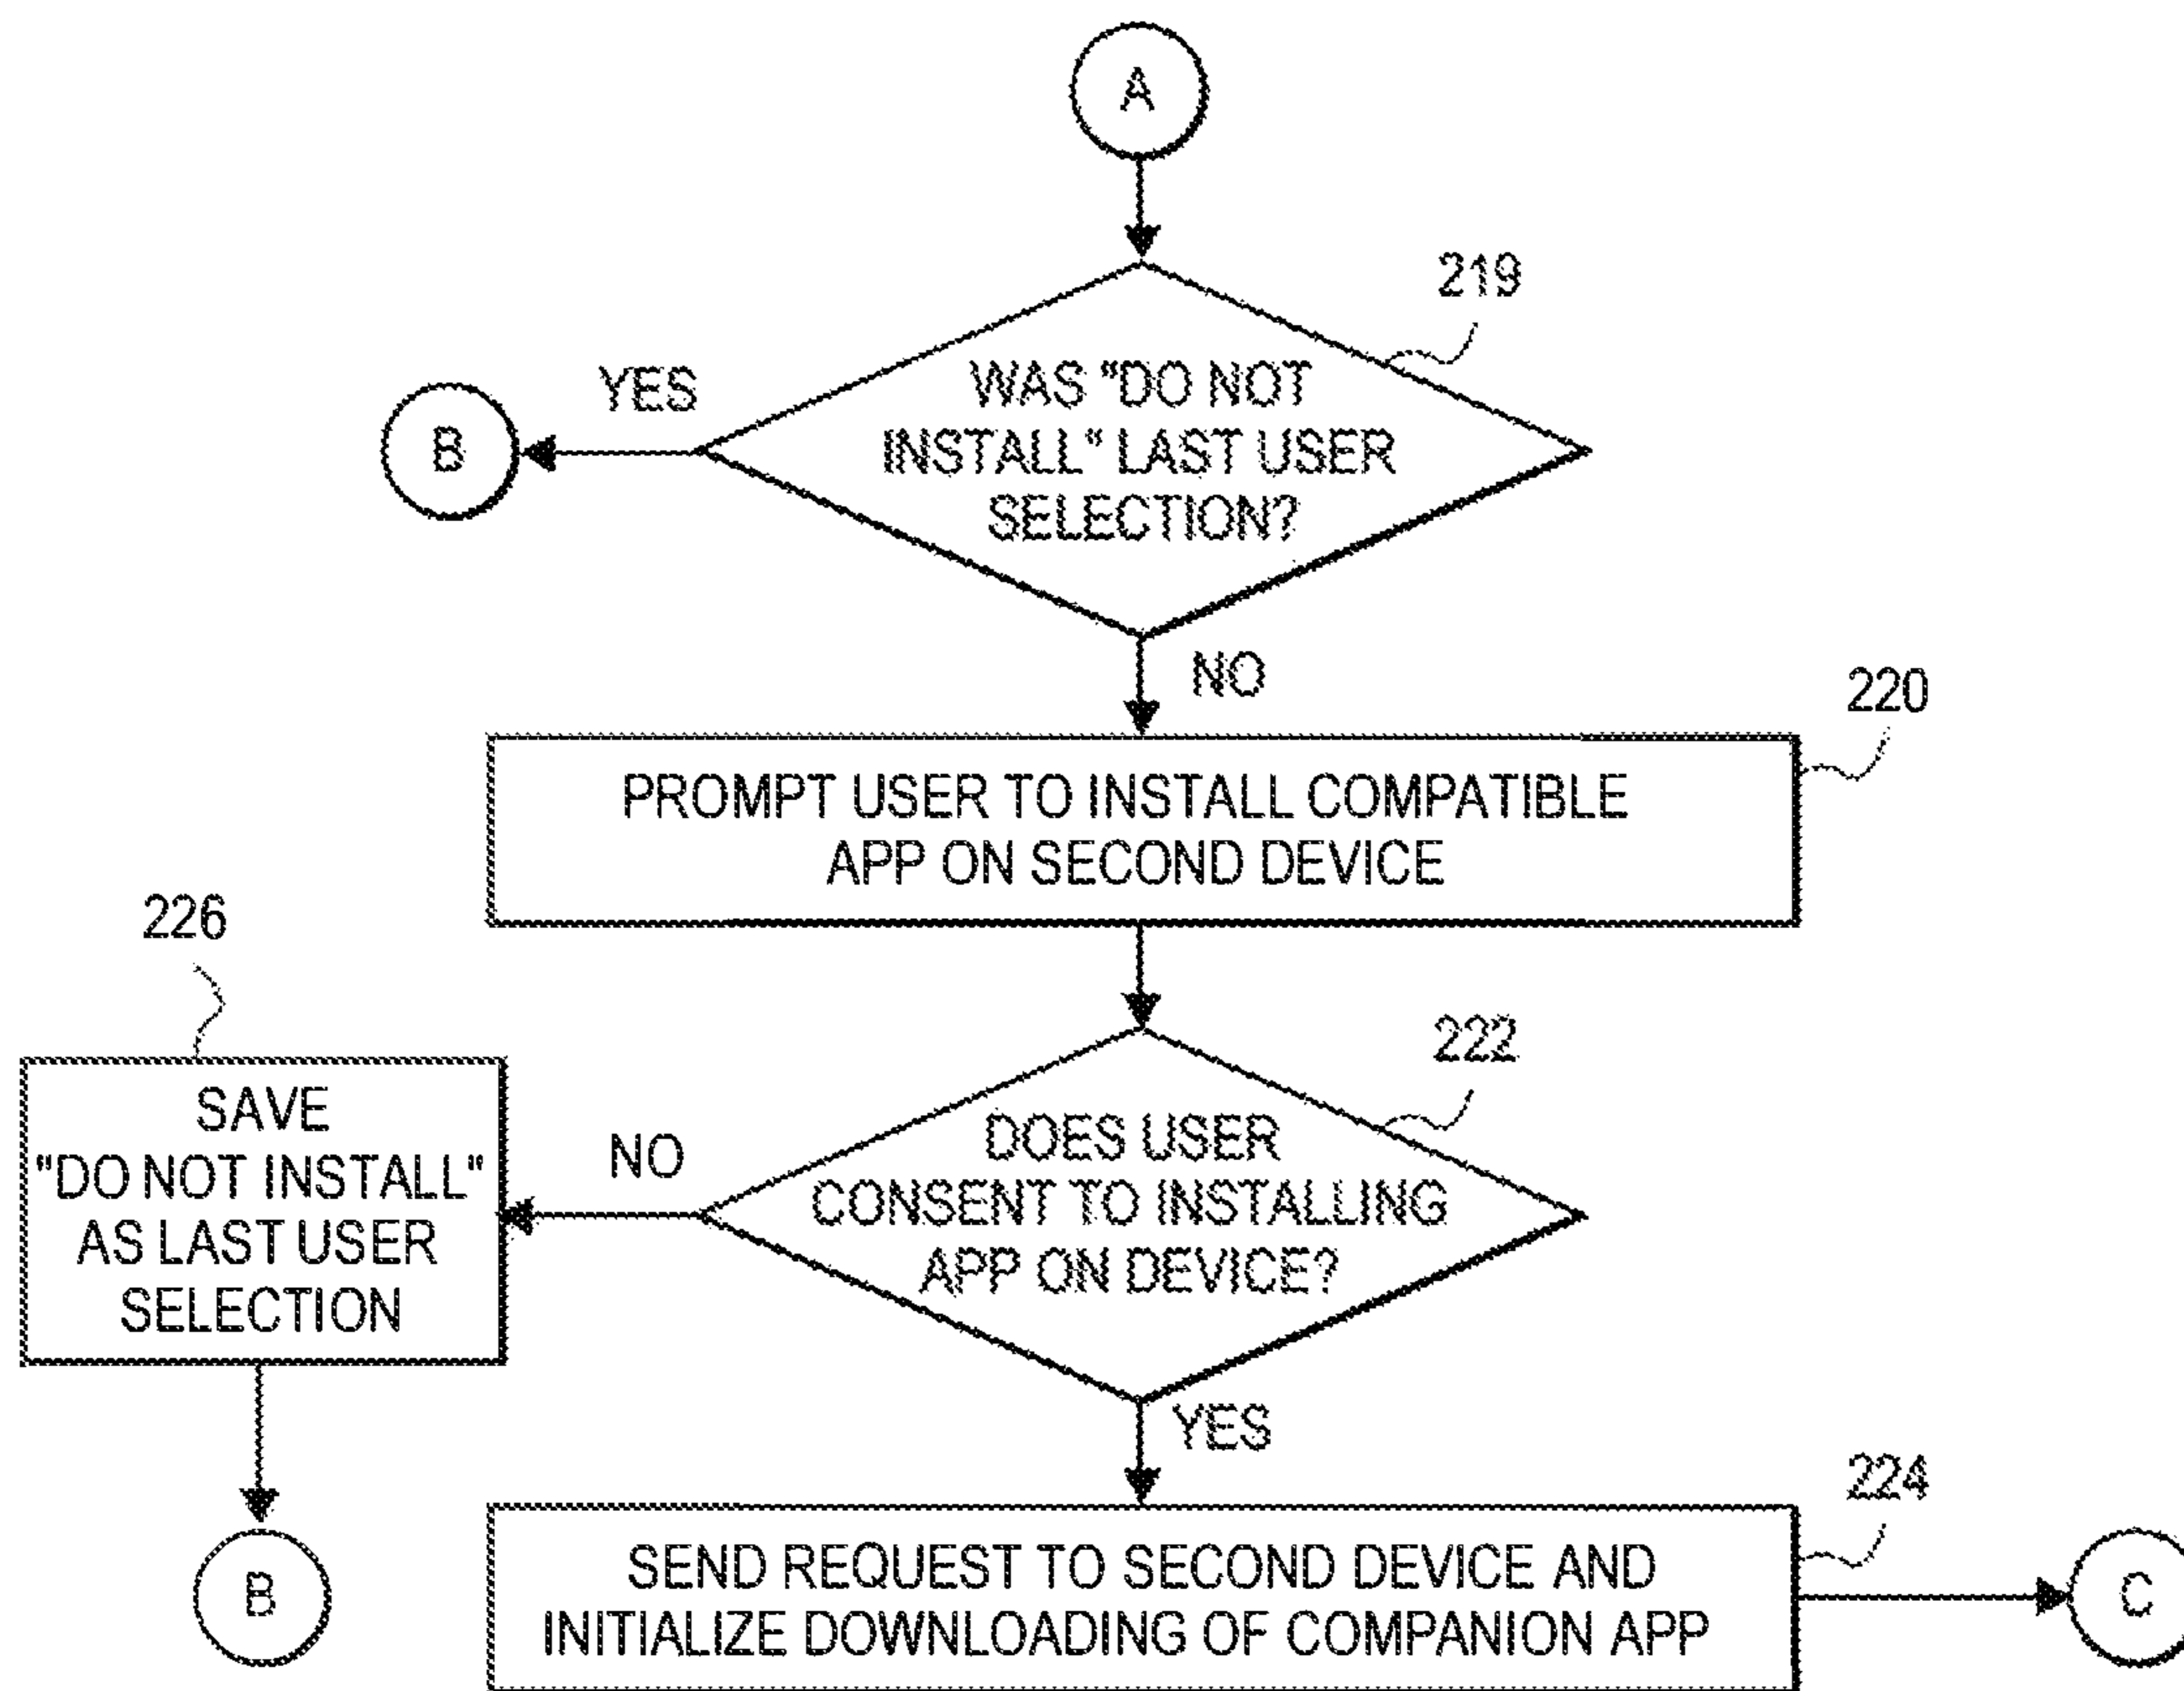 A
219
WAS "DO NOT
INSTALL" LAST USER
SELECTION?
YES
B
NO
220
PROMPT USER TO INSTALL COMPATIBLE
APP ON SECOND DEVICE
226
SAVE
"DO NOT INSTALL"
AS LAST USER
SELECTION
NO
222
DOES USER
CONSENT TO INSTALLING
APP ON DEVICE?
YES
B
224
SEND REQUEST TO SECOND DEVICE AND
INITIALIZE DOWNLOADING OF COMPANION APP
C